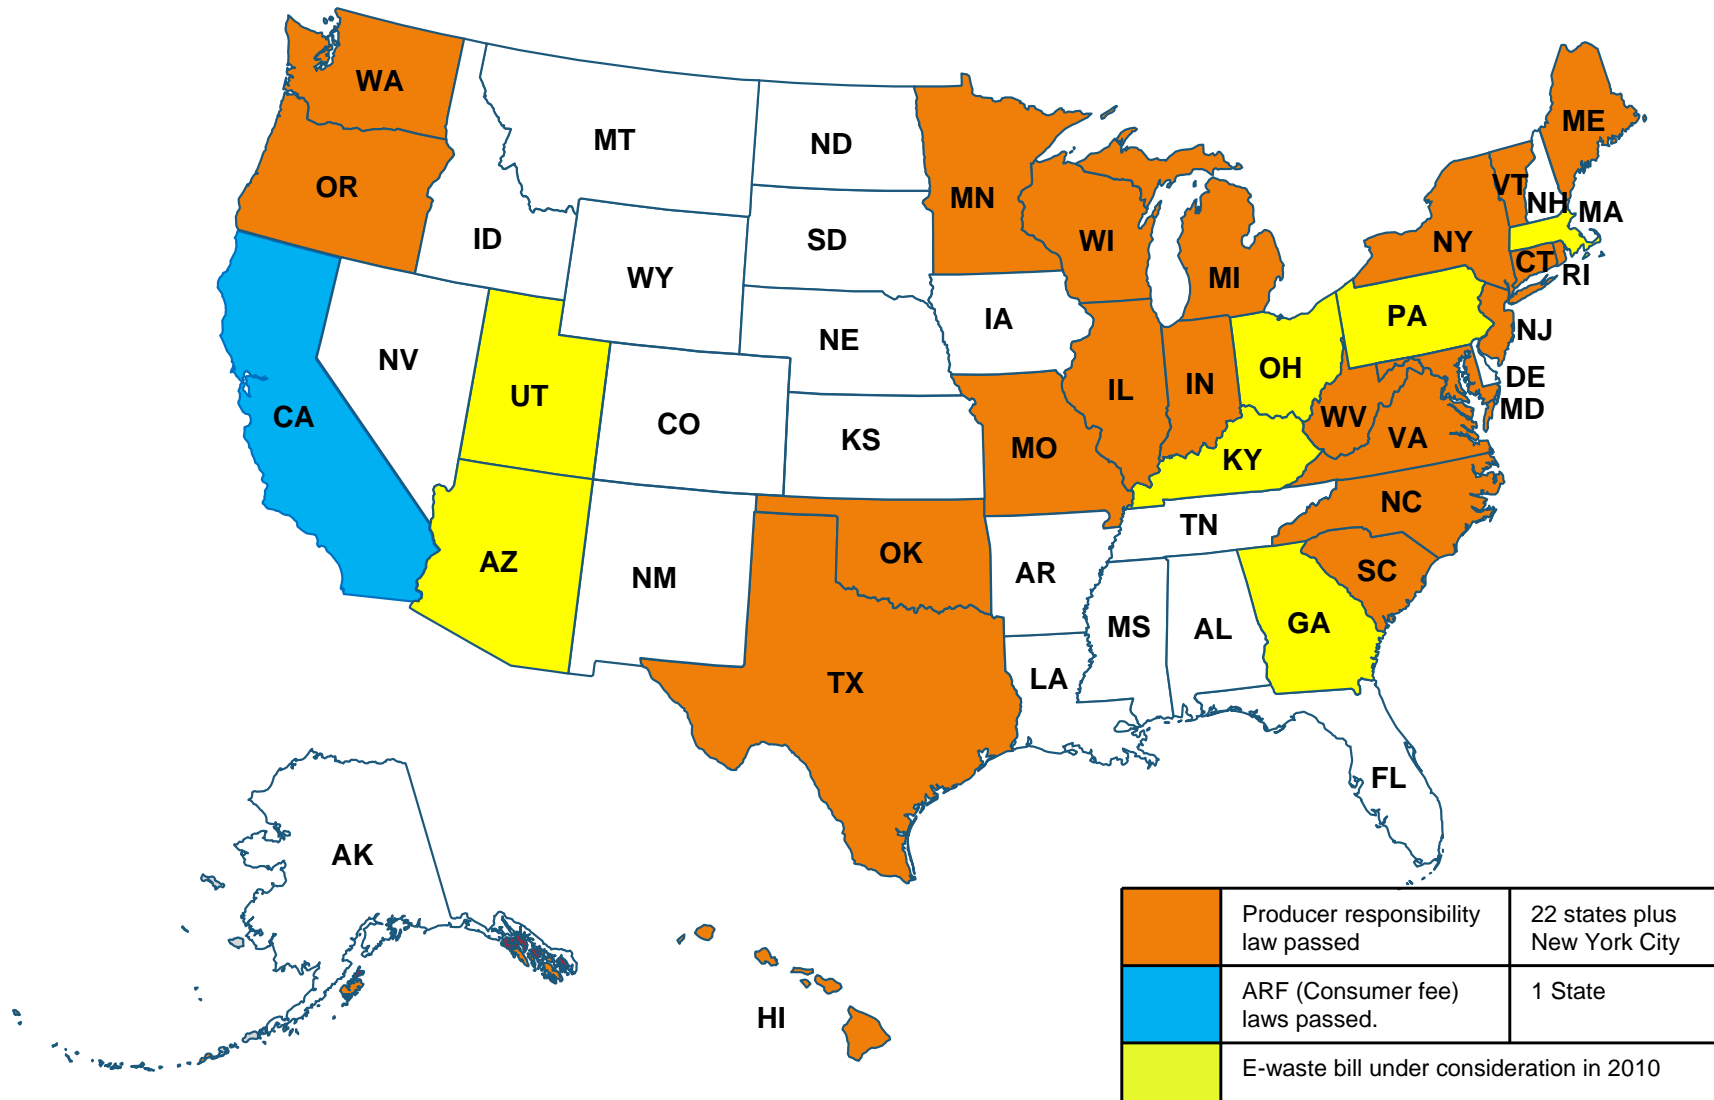 WA
MT
ND
ME
OR
MN
VT
NH
MA
ID
SD
WI
NY
WY
MI
CT
RI
IA
PA
NJ
NV
NE
OH
DE
UT
IL
IN
MD
CA
CO
KS
MO
WV
VA
KY
TN
NC
AZ
NM
OK
AR
SC
MS
AL
GA
TX
LA
FL
AK
HI
Producer responsibility
law passed
22 states plus
New York City
ARF (Consumer fee)
laws passed.
1 State
E-waste bill under consideration in 2010